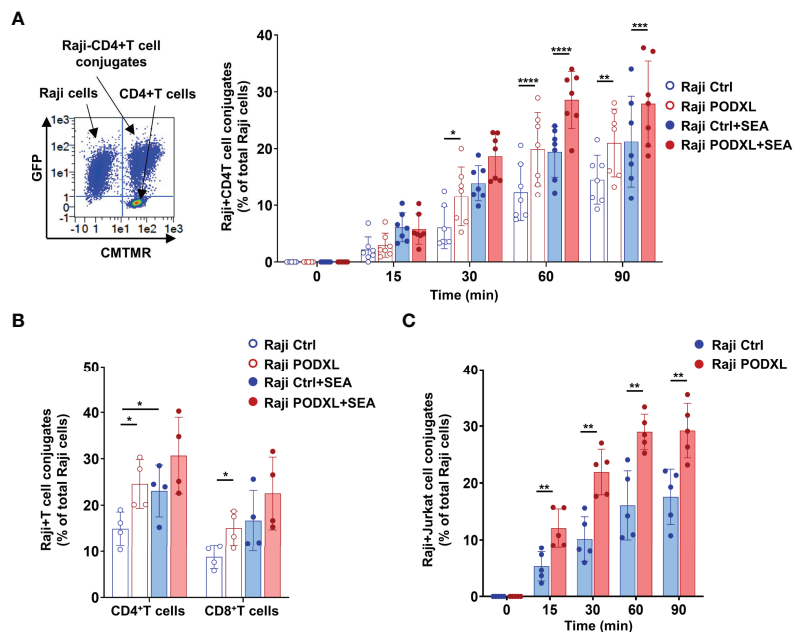 A
Raji-CD4+T cell
conjugates
Raji cells
CD4+T cells
GFP
1e3
1e2
1e1
1
-1
-1 1 1e1 1e2 1e3
CMTMR
Raji+CD4T cell conjugates
(% of total Raji cells)
40
30
20
10
0
* **** **** ** ***
0 15 30 60 90
Time (min)
Raji Ctrl
Raji PODXL
Raji Ctrl+SEA
Raji PODXL+SEA
B
Raji+T cell conjugates
(% of total Raji cells)
50
40
30
20
10
0
* * *
CD4+T cells CD8+T cells
Raji Ctrl
Raji PODXL
Raji Ctrl+SEA
Raji PODXL+SEA
C
Raji+Jurkat cell conjugates
(% of total Raji cells)
50
40
30
20
10
0
** ** ** **
0 15 30 60 90
Time (min)
Raji Ctrl
Raji PODXL